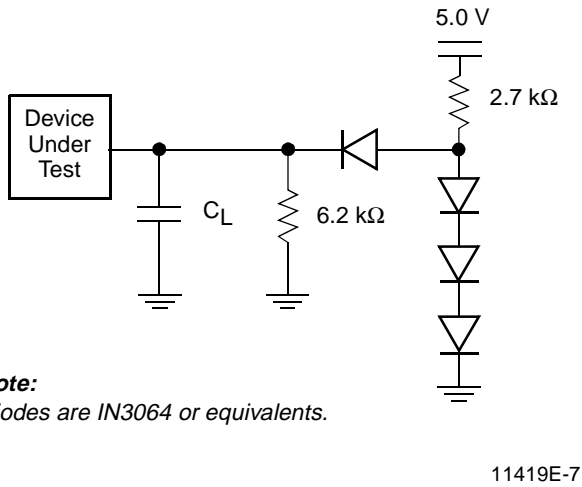 5.0 V
2.7 kΩ
Device
Under
Test
CL
6.2 kΩ
ote:
iodes are IN3064 or equivalents.
11419E-7